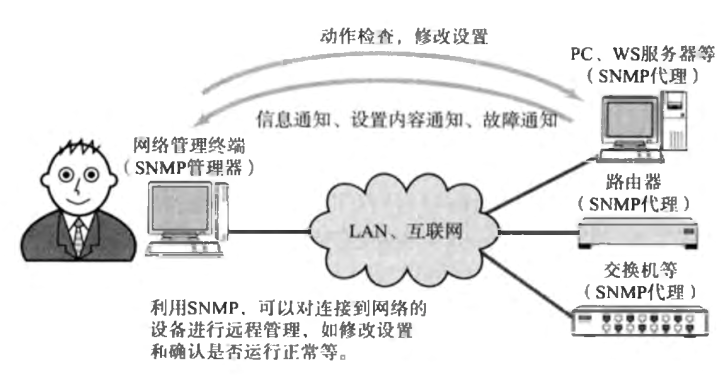 动作检查，修改设置
PC、WS服务器等
（SNMP代理）
信息通知、设置内容通知、故障通知
网络管理终端
（SNMP管理器）
路由器
（SNMP代理）
LAN、互联网
交换机等
（SNMP代理）
利用SNMP，可以对连接到网络的
设备进行远程管理，如修改设置
和确认是否运行正常等。